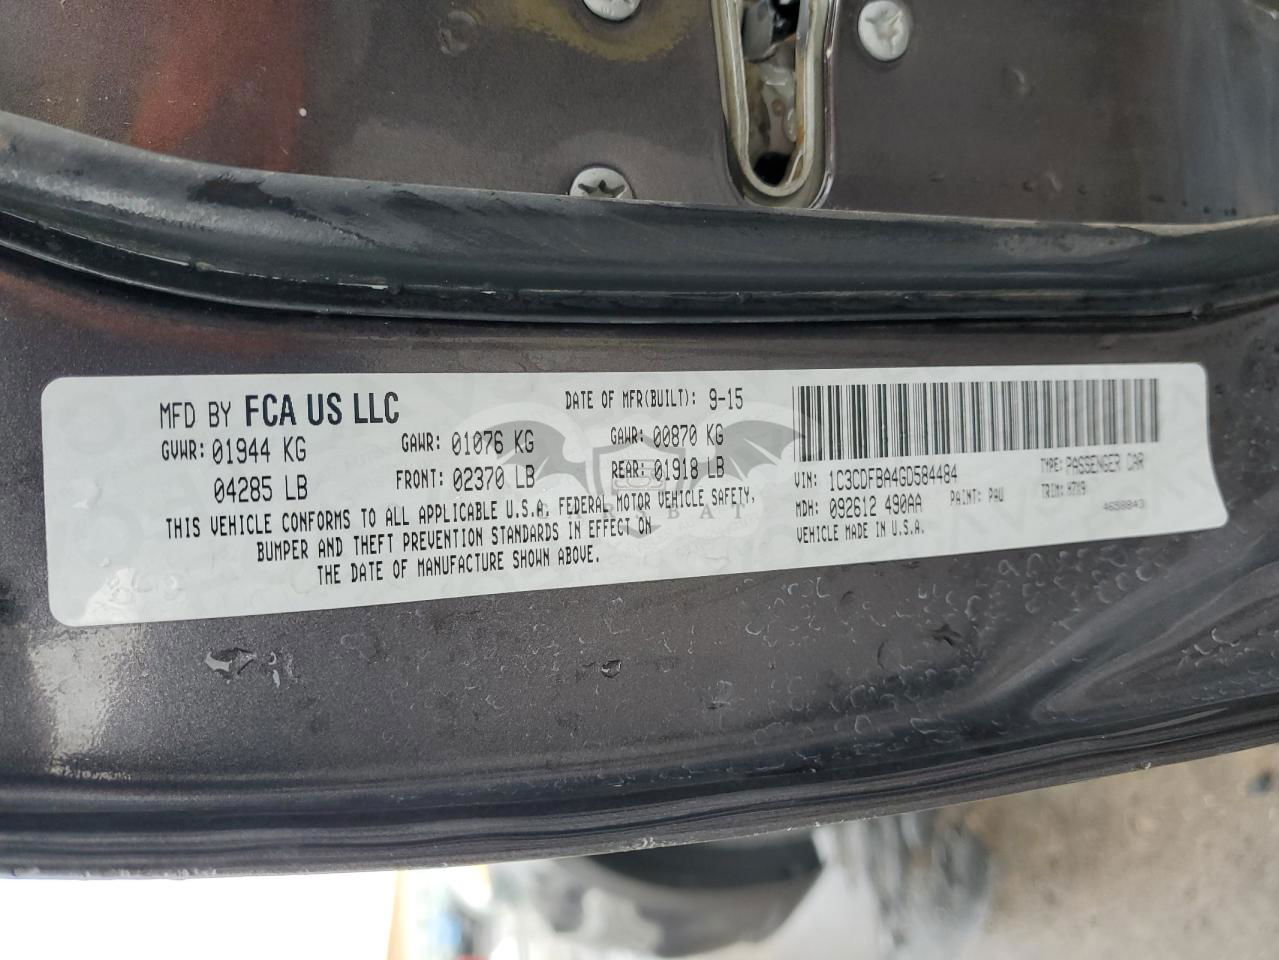 MFD BY FCA US LLC DATE OF MFR(BUILT): 9-15
GVWR: 01944 KG GAWR: 01076 KG GAWR: 00870 KG
04285 LB FRONT: 02370 LB REAR: 01918 LB
THIS VEHICLE CONFORMS TO ALL APPLICABLE U.S.A. FEDERAL MOTOR VEHICLE SAFETY,
BUMPER AND THEFT PREVENTION STANDARDS IN EFFECT ON
THE DATE OF MANUFACTURE SHOWN ABOVE.
VIN: 1C3CDFBA4GD584484 TYPE: PASSENGER CAR
MDH: 092612 490AA PAINT: PAU TRIM: H7X9
VEHICLE MADE IN U.S.A. 4658843